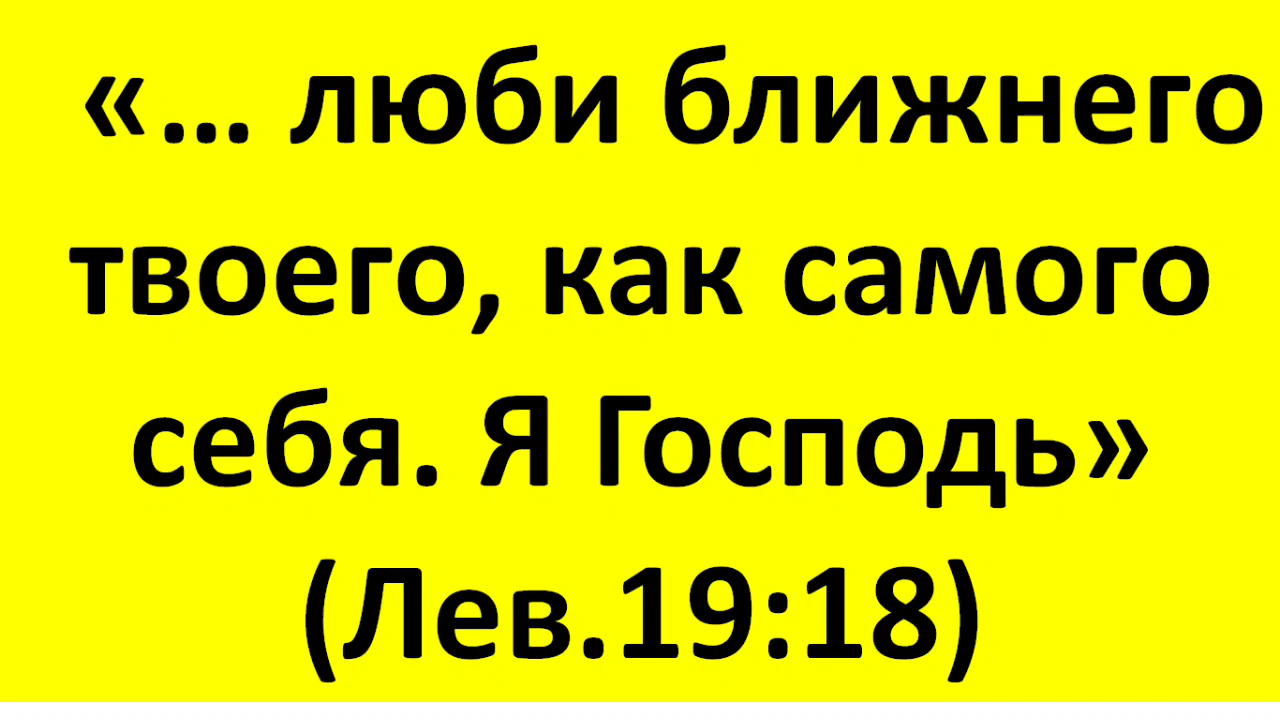 «... люби ближнего
твоего, как самого
себя. Я Господь»
(Лев.19:18)